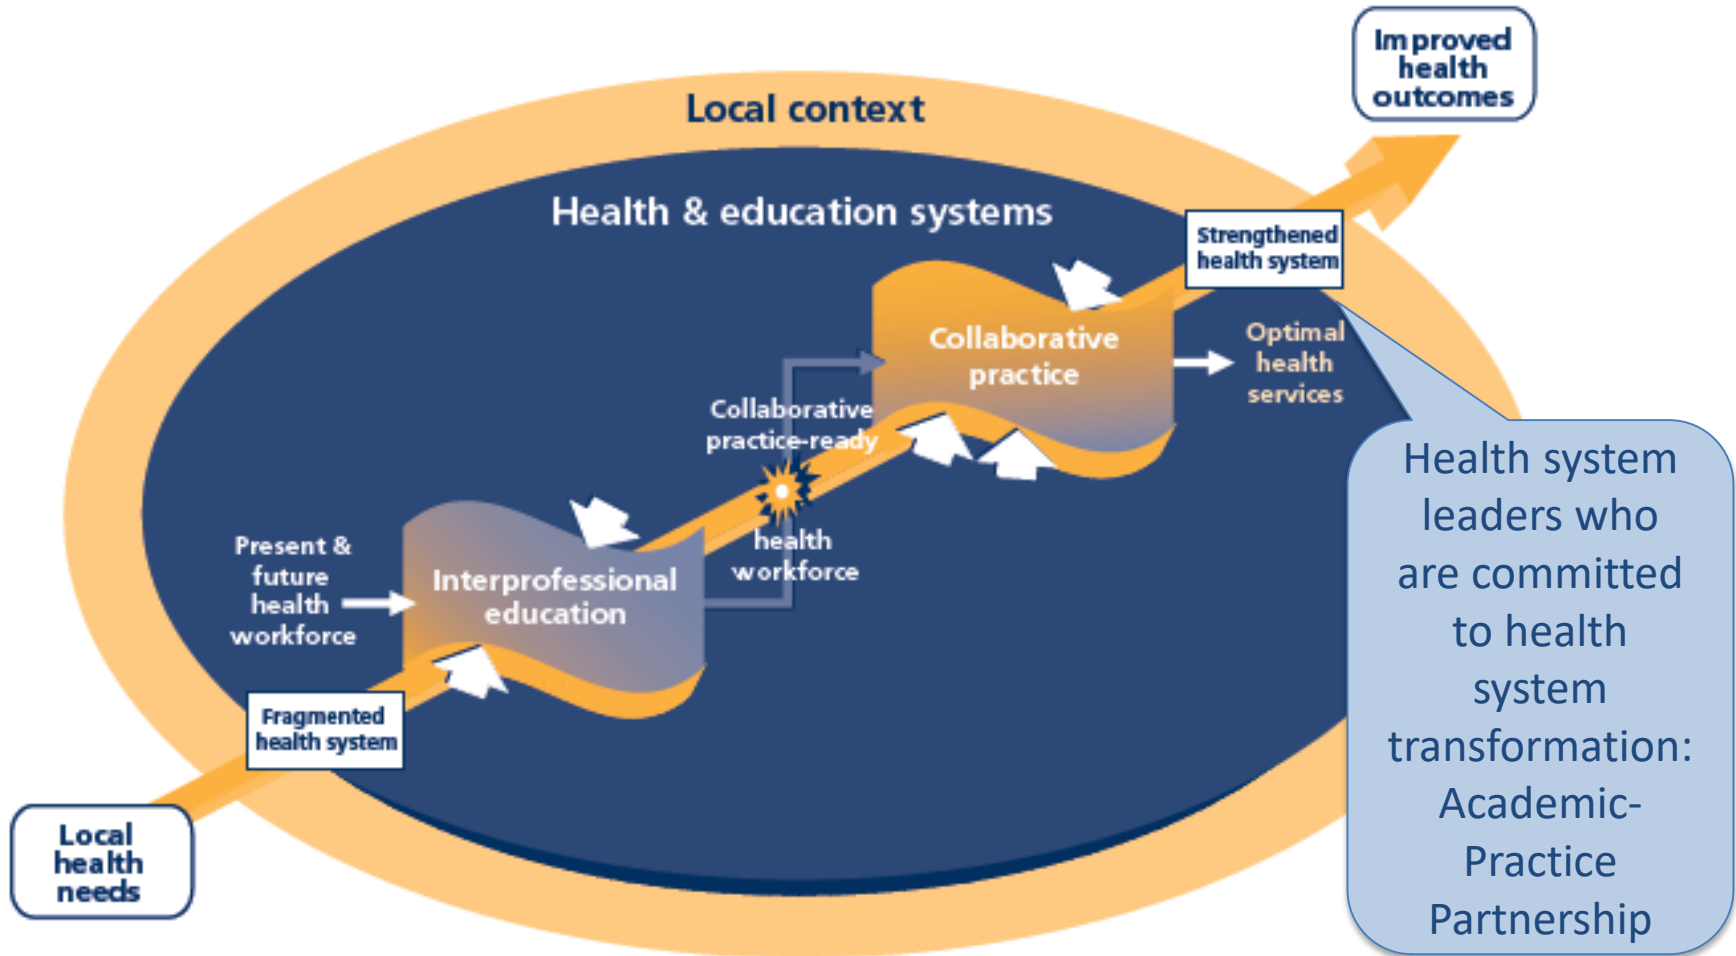 Improved
health
outcomes
Local context
Health & education systems
Strengthened
health system
Collaborative
practice
Optimal
health
services
Collaborative
practice-ready
health
workforce
Present &
future
health
workforce
Interprofessional
education
Fragmented
health system
Local
health
needs
Health system
leaders who
are committed
to health
system
transformation:
Academic-
Practice
Partnership